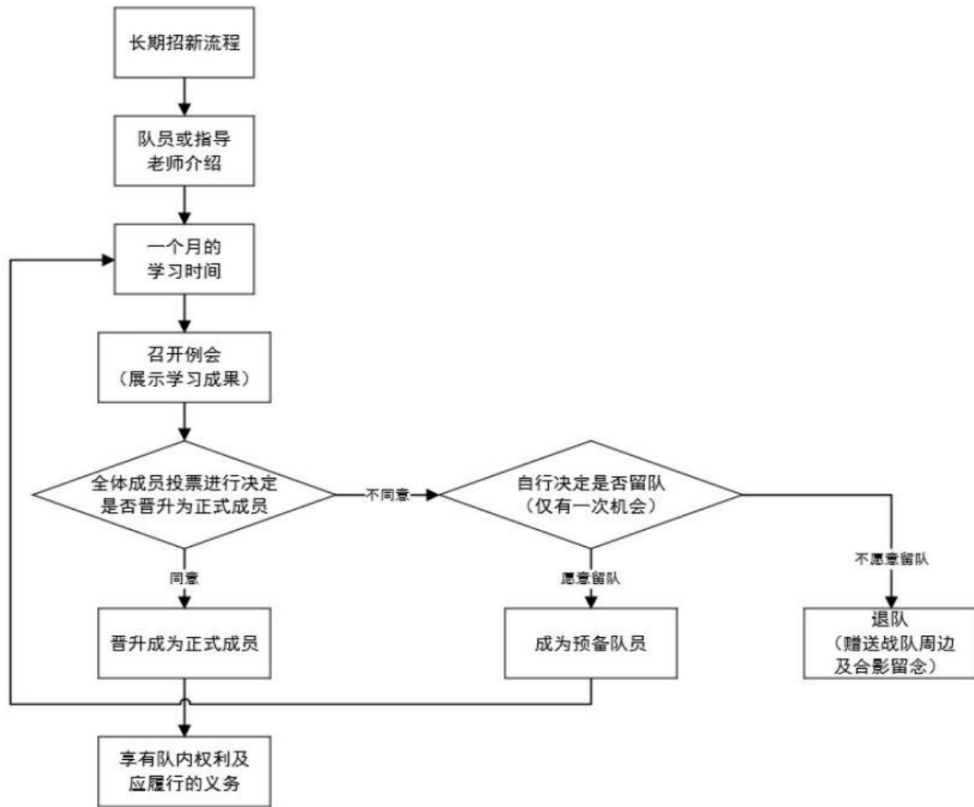 长期招新流程
队员或指导
老师介绍
一个月的
学习时间
召开例会
（展示学习成果）
全体成员投票进行决定
是否晋升为正式成员
不同意
自行决定是否留队
（仅有一次机会）
同意
愿意留队
不愿意留队
晋升成为正式成员
成为预备队员
退队
（赠送战队周边
及合影留念）
享有队内权利及
应履行的义务